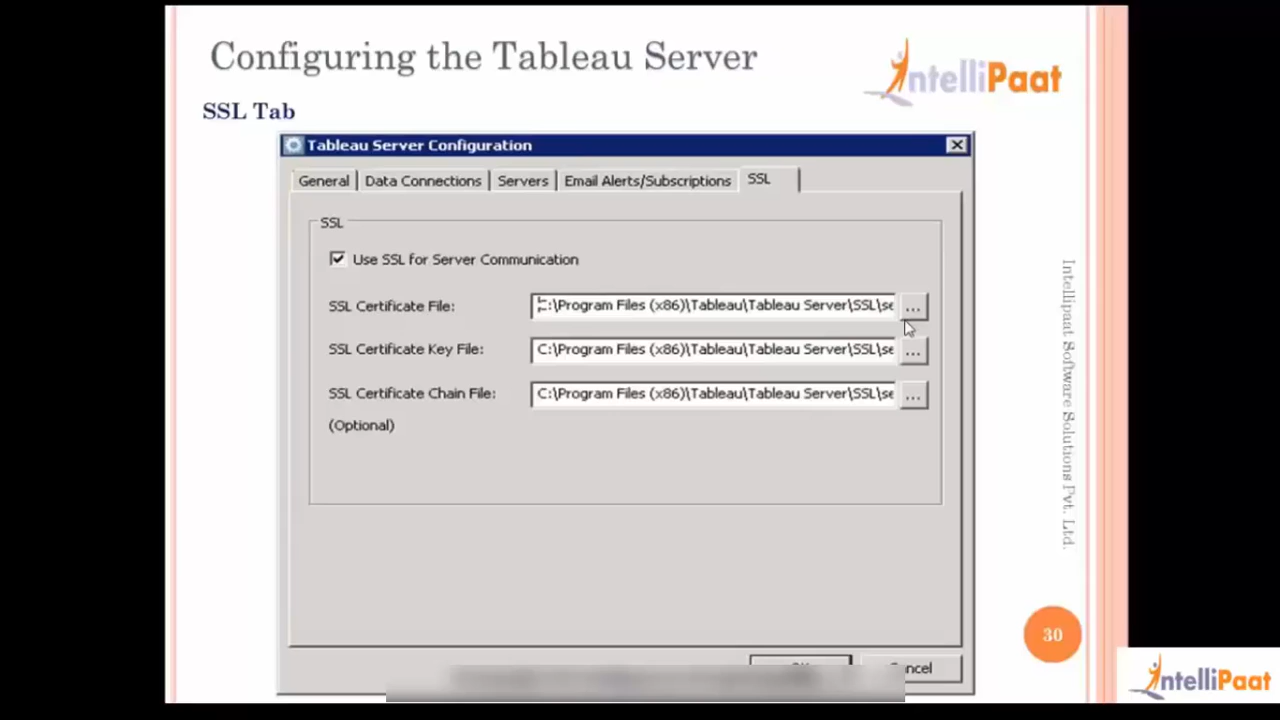 Configuring the Tableau Server
IntelliPaat
SSL Tab
Tableau Server Configuration
General Data Connections Servers Email Alerts/Subscriptions SSL
SSL
Use SSL for Server Communication
SSL Certificate File: C:\Program Files (x86)\Tableau\Tableau Server\SSL\se ...
SSL Certificate Key File: C:\Program Files (x86)\Tableau\Tableau Server\SSL\se ...
SSL Certificate Chain File: C:\Program Files (x86)\Tableau\Tableau Server\SSL\se ...
(Optional)
Intellipaat Software Solutions Pvt. Ltd.
30
Cancel
IntelliPaat